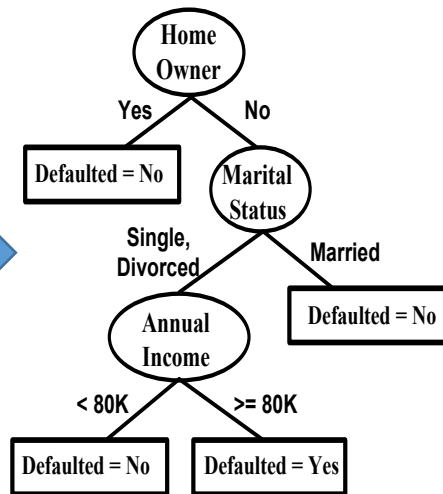 Home
Owner
Yes
No
Defaulted = No
Marital
Status
Single,
Divorced
Married
Annual
Income
Defaulted = No
< 80K
>= 80K
Defaulted = No
Defaulted = Yes